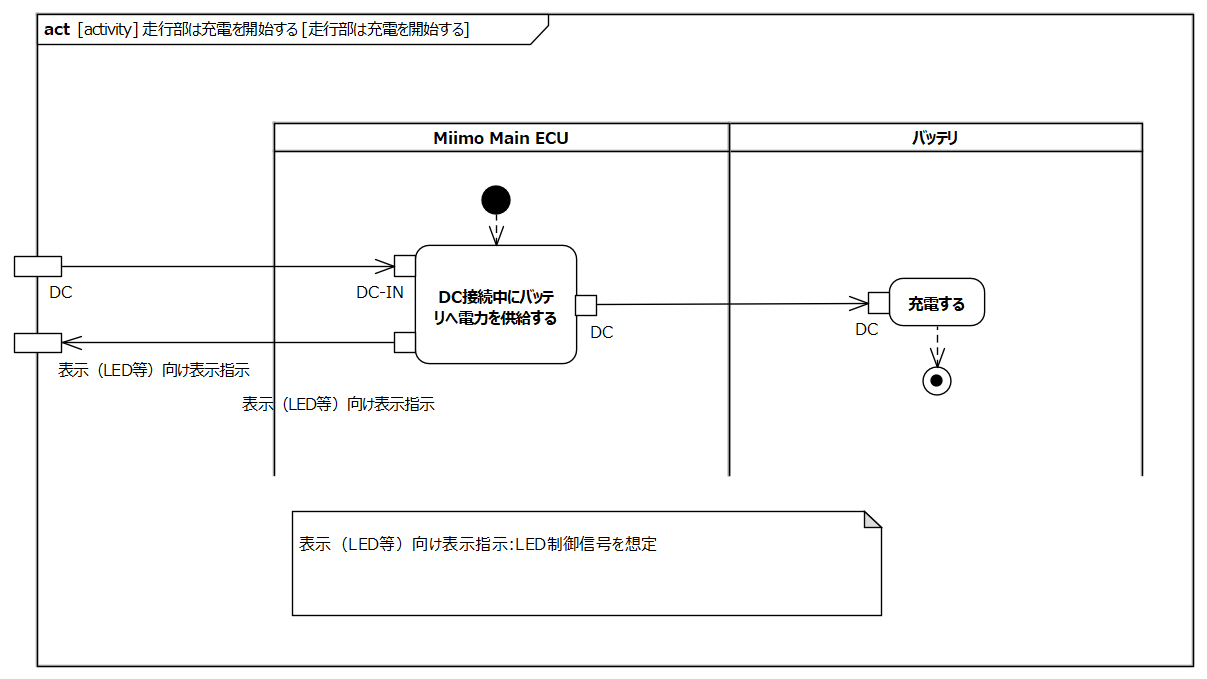 act [activity] 走行部は充電を開始する [走行部は充電を開始する]
Miimo Main ECU
バッテリ
DC
DC-IN
DC接続中にバッテ
リへ電力を供給する
DC
DC
充電する
表示（LED等）向け表示指示
表示（LED等）向け表示指示
表示（LED等）向け表示指示:LED制御信号を想定